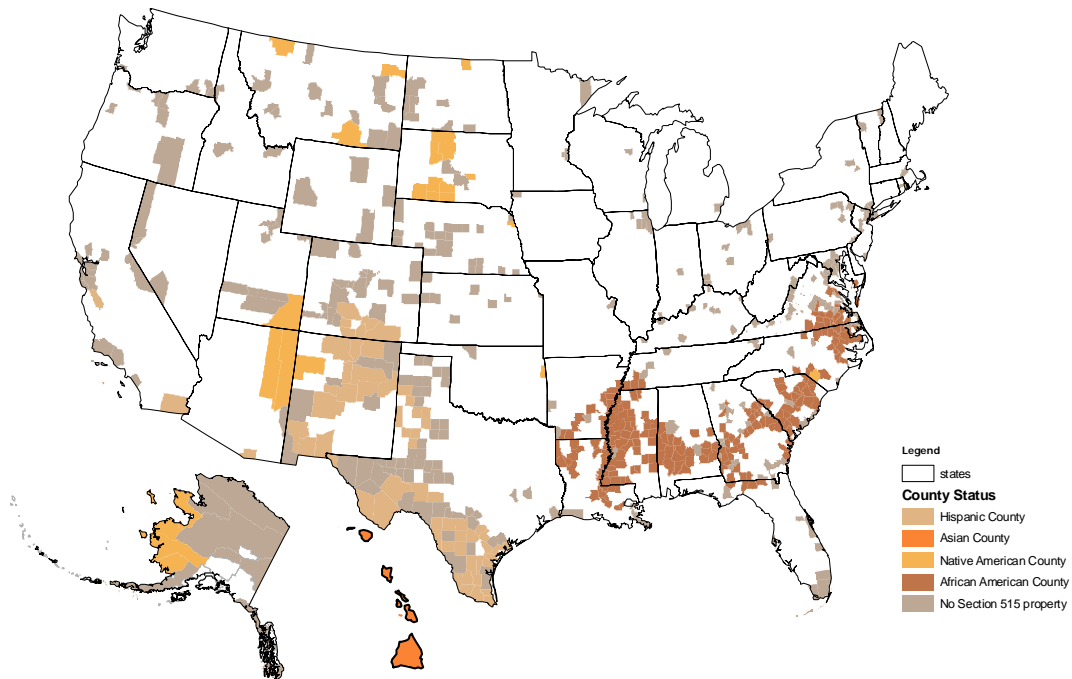 Legend
states
County Status
Hispanic County
Asian County
Native American County
African American County
No Section 515 property